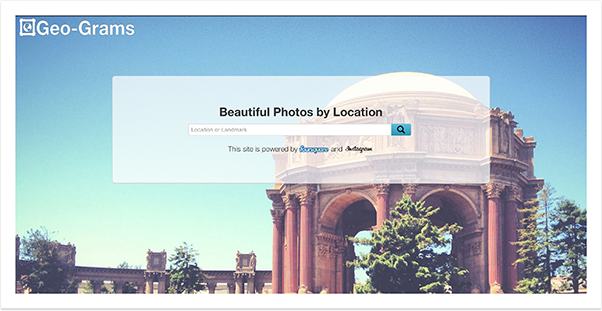 Geo-Grams
Beautiful Photos by Location
Location or Landmark
This site is powered by foursquare and Instagram